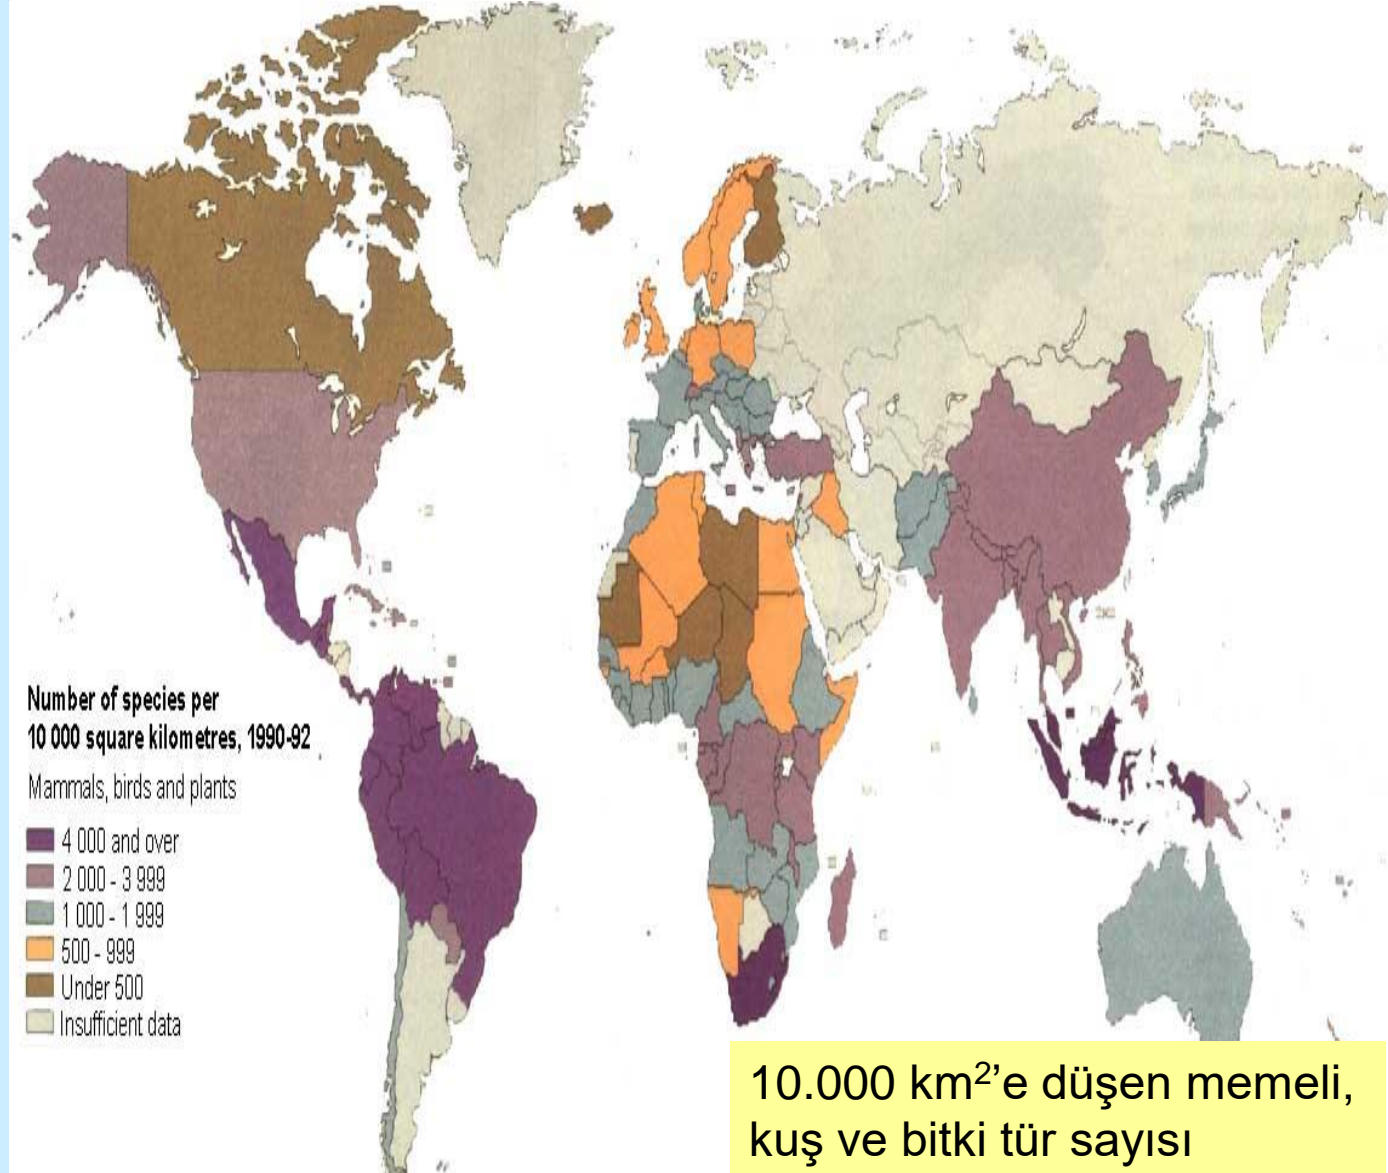 Number of species per
10 000 square kilometres, 1990-92
Mammals, birds and plants
4 000 and over
2 000 - 3 999
1 000 - 1 999
500 - 999
Under 500
Insufficient data
10.000 km²’e düşen memeli,
kuş ve bitki tür sayısı